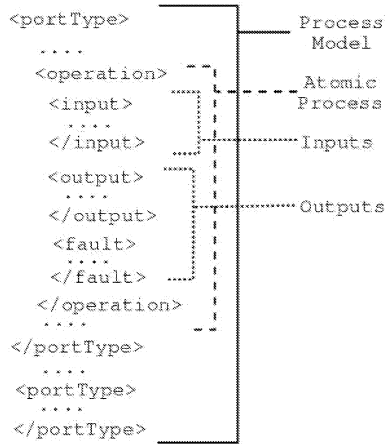 <portType>
....
<operation>
<input>
....
</input>
<output>
....
</output>
<fault>
....
</fault>
</operation>
....
</portType>
....
<portType>
....
</portType>
Process
Model
Atomic
Process
Inputs
Outputs